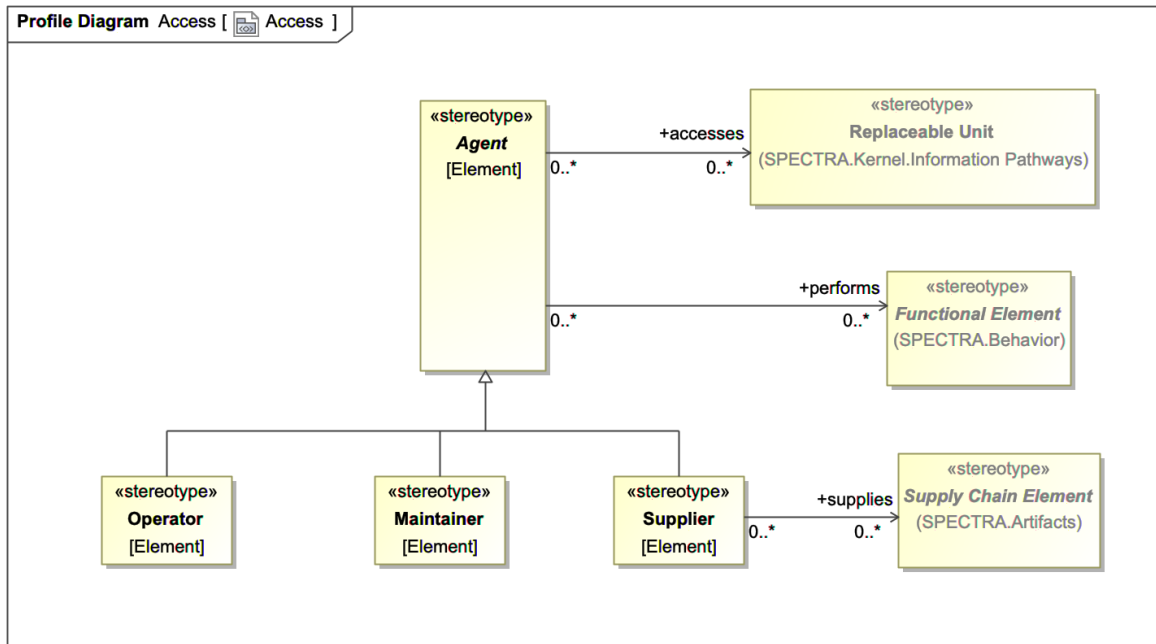 Profile Diagram Access [ Access ]
«stereotype»
Agent
[Element]
+accesses
0..*
0..*
«stereotype»
Replaceable Unit
(SPECTRA.Kernel.Information Pathways)
+performs
0..*
0..*
«stereotype»
Functional Element
(SPECTRA.Behavior)
«stereotype»
Operator
[Element]
«stereotype»
Maintainer
[Element]
«stereotype»
Supplier
[Element]
+supplies
0..*
0..*
«stereotype»
Supply Chain Element
(SPECTRA.Artifacts)